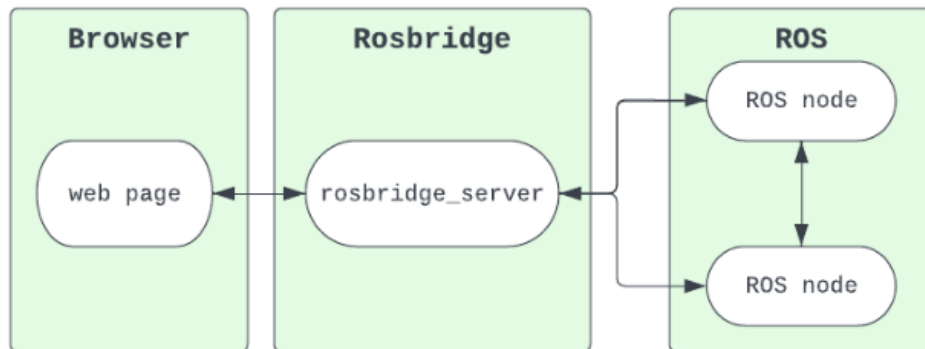 Browser
Rosbridge
ROS
ROS node
web page
rosbridge_server
ROS node